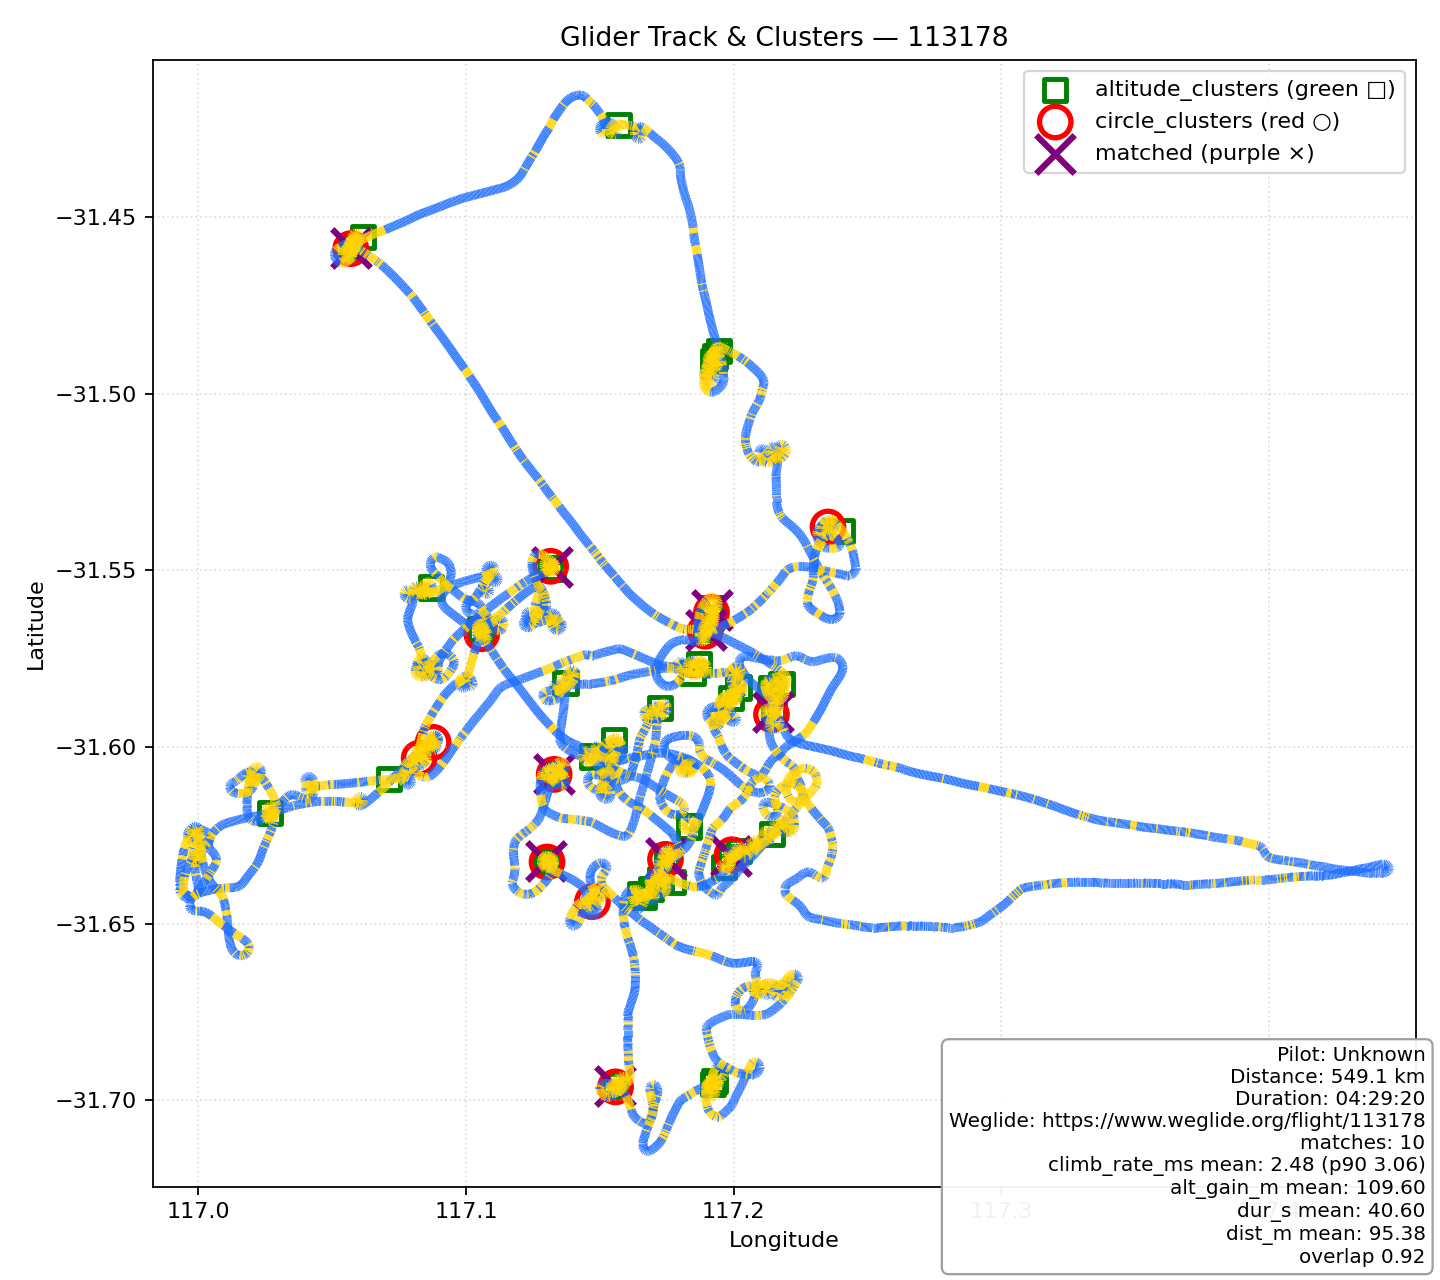 Glider Track & Clusters — 113178
altitude_clusters (green □)
circle_clusters (red ○)
matched (purple ×)
Latitude
−31.45
−31.50
−31.55
−31.60
−31.65
−31.70
117.0
117.1
117.2
117.3
Longitude
Pilot: Unknown
Distance: 549.1 km
Duration: 04:29:20
Weglide: https://www.weglide.org/flight/113178
matches: 10
climb_rate_ms mean: 2.48 (p90 3.06)
alt_gain_m mean: 109.60
dur_s mean: 40.60
dist_m mean: 95.38
overlap 0.92